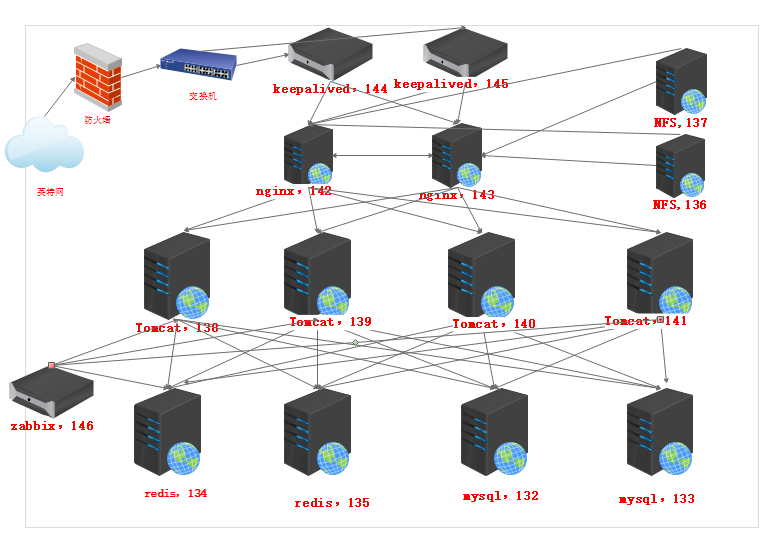 keepalived，144
keepalived，145
交换机
防火墙
NFS,137
英特网
nginx，142
nginx，143
NFS,136
Tomcat，138
Tomcat，139
Tomcat，140
Tomcat，141
zabbix，146
redis，134
redis，135
mysql，132
mysql，133